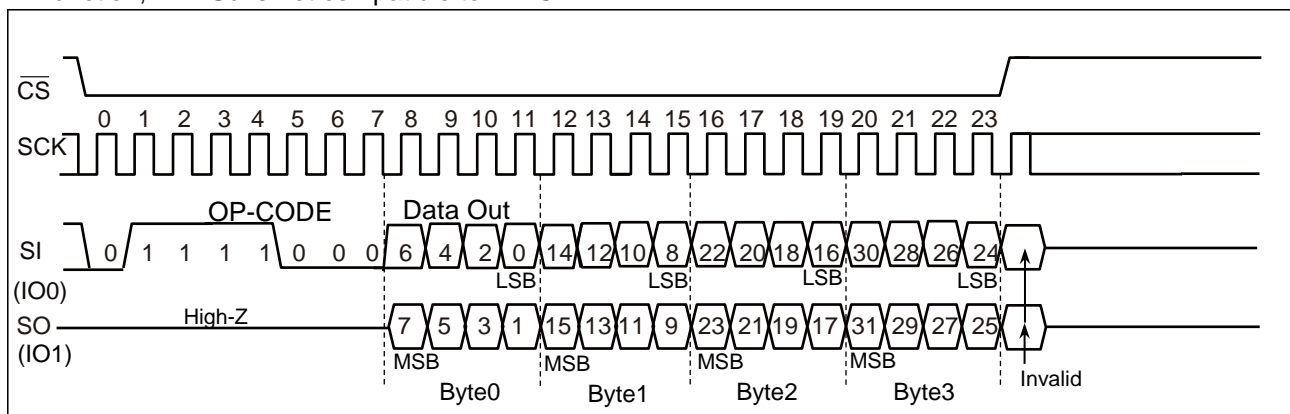 CS
0 1 2 3 4 5 6 7 8 9 10 11 12 13 14 15 16 17 18 19 20 21 22 23
SCK
OP-CODE Data Out
SI 0 1 1 1 1 0 0 0 6 4 2 0 14 12 10 8 22 20 18 16 30 28 26 24
LSB LSB LSB LSB
(IO0)
High-Z
SO 7 5 3 1 15 13 11 9 23 21 19 17 31 29 27 25
(IO1)
MSB MSB MSB MSB
Byte0 Byte1 Byte2 Byte3 Invalid